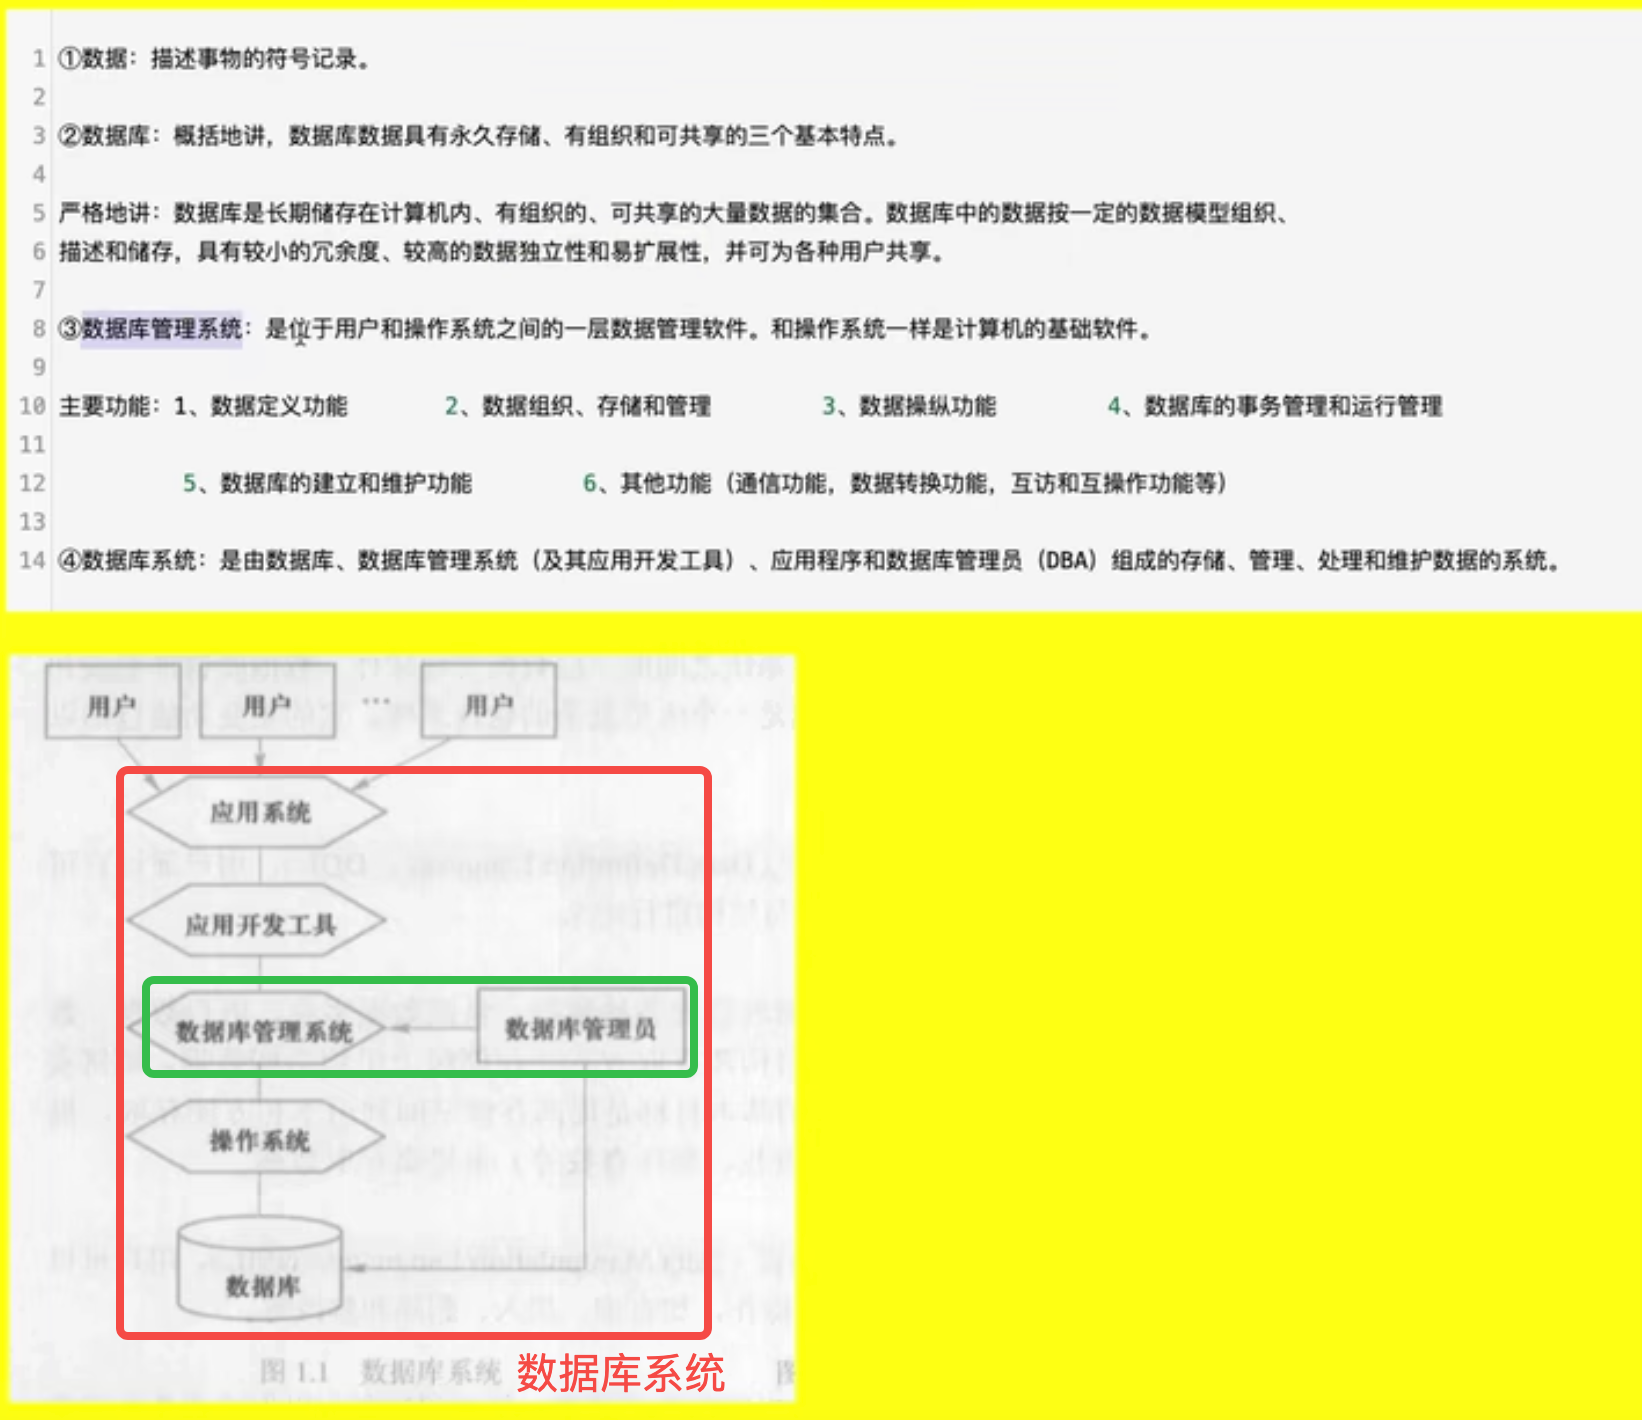 1 ①数据：描述事物的符号记录。
2
3 ②数据库：概括地讲，数据库数据具有永久存储、有组织和可共享的三个基本特点。
4
5 严格地讲：数据库是长期储存在计算机内、有组织的、可共享的大量数据的集合。数据库中的数据按一定的数据模型组织、
6 描述和储存，具有较小的冗余度、较高的数据独立性和易扩展性，并可为各种用户共享。
7
8 ③数据库管理系统：是位于用户和操作系统之间的一层数据管理软件。和操作系统一样是计算机的基础软件。
9
10 主要功能：1、数据定义功能 2、数据组织、存储和管理 3、数据操纵功能 4、数据库的事务管理和运行管理
11
12 5、数据库的建立和维护功能 6、其他功能（通信功能，数据转换功能，互访和互操作功能等）
13
14 ④数据库系统：是由数据库、数据库管理系统（及其应用开发工具）、应用程序和数据库管理员（DBA）组成的存储、管理、处理和维护数据的系统。
用户 用户 … 用户
应用系统
应用开发工具
数据库管理系统 数据库管理员
操作系统
数据库
图 1.1 数据库系统 数据库系统 图